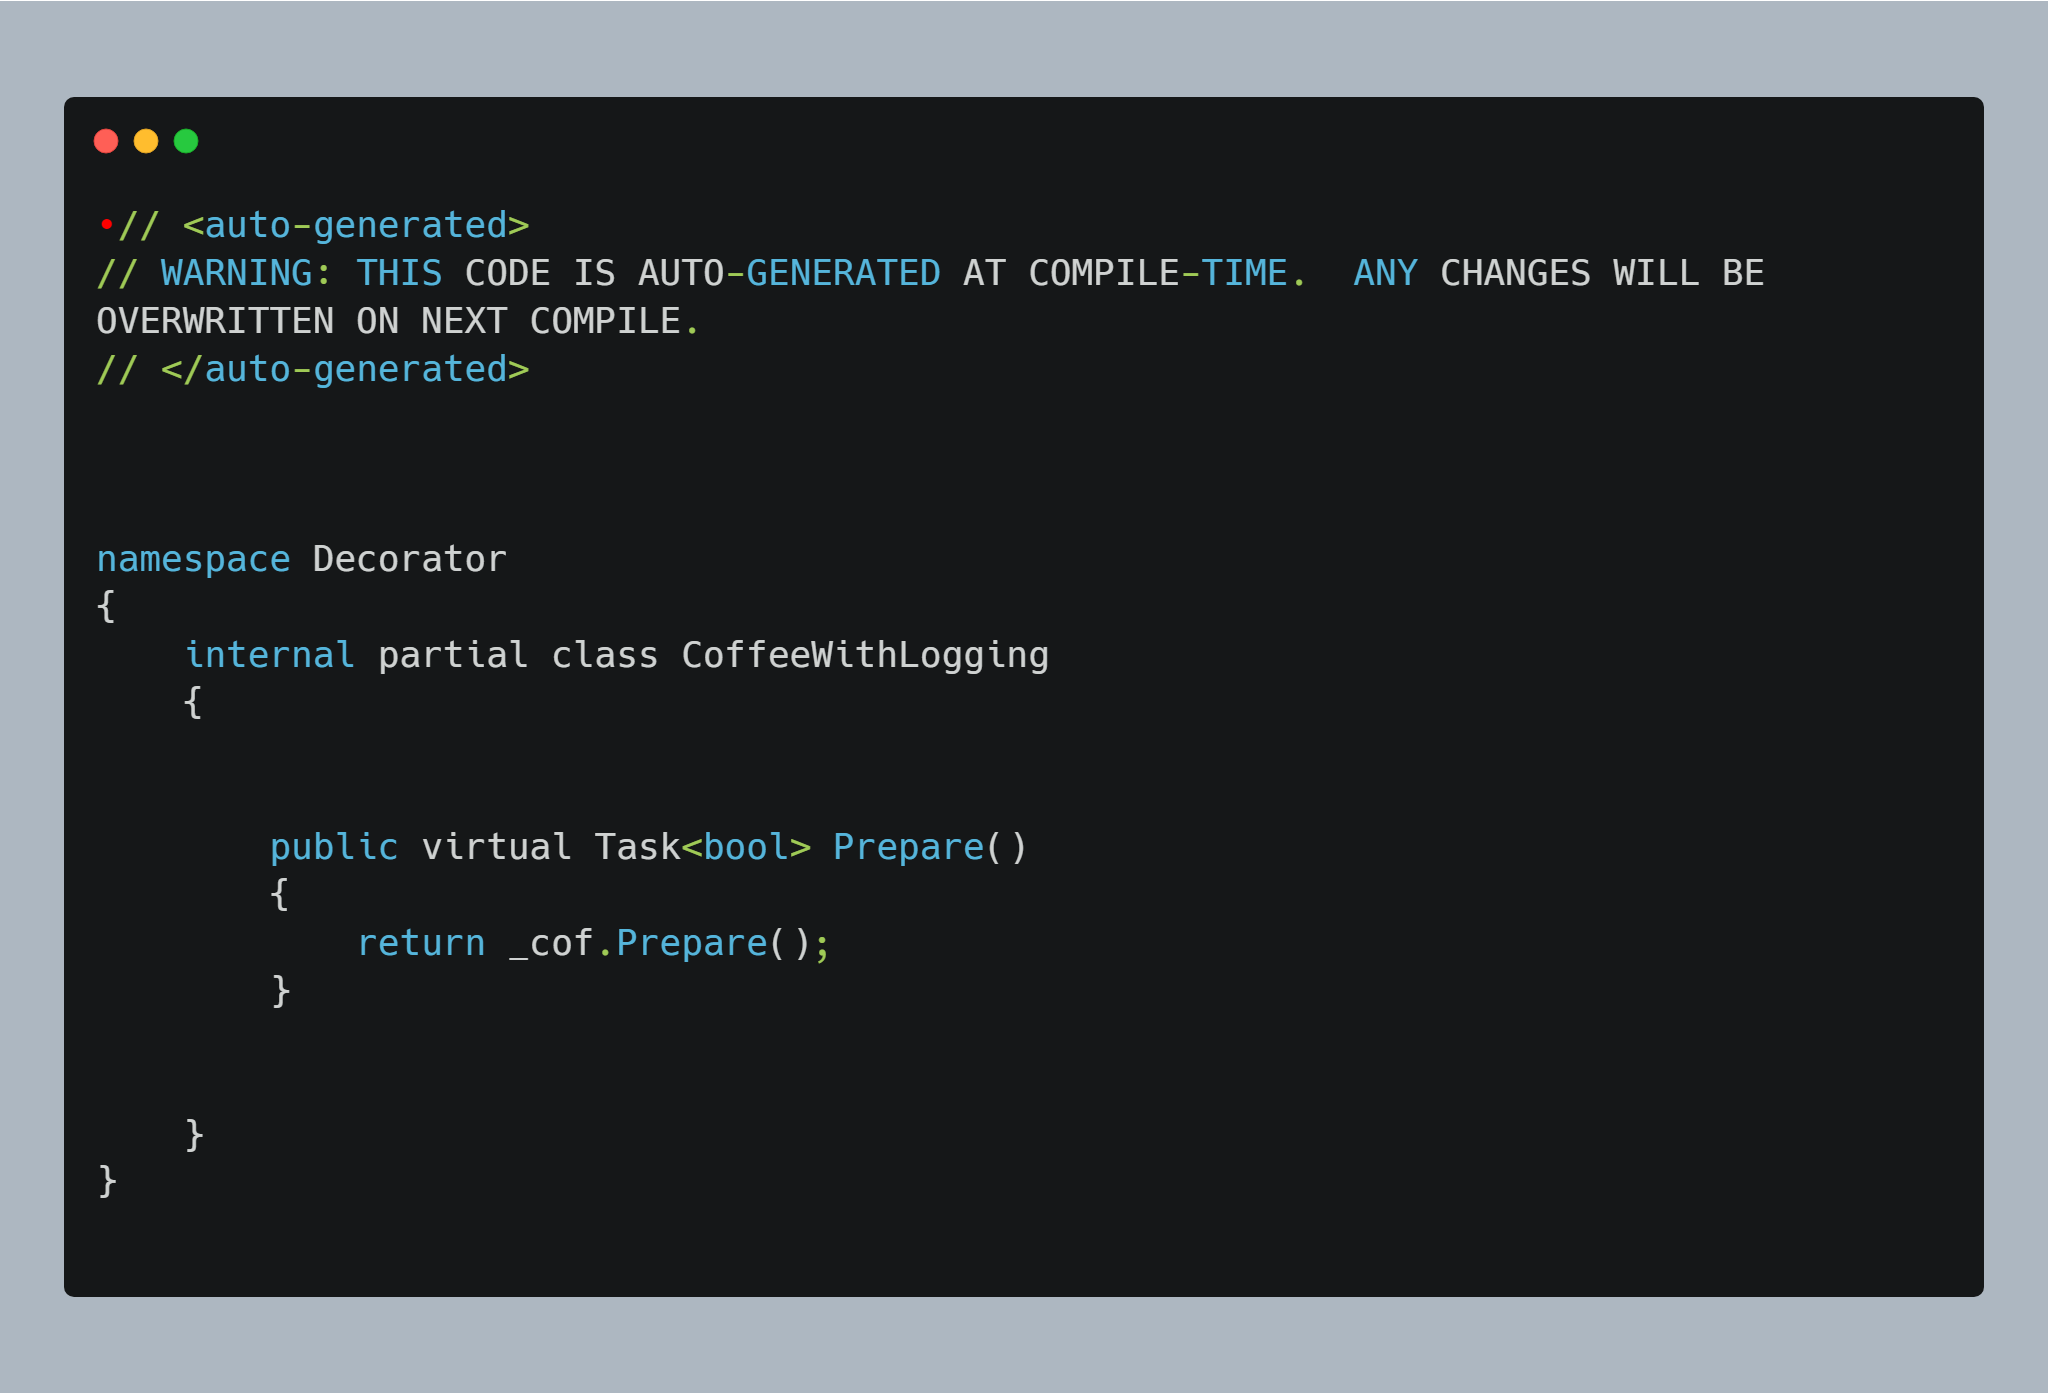 •// <auto-generated>
// WARNING: THIS CODE IS AUTO-GENERATED AT COMPILE-TIME.  ANY CHANGES WILL BE
OVERWRITTEN ON NEXT COMPILE.
// </auto-generated>
namespace Decorator
{
    internal partial class CoffeeWithLogging
    {
        public virtual Task<bool> Prepare()
        {
            return _cof.Prepare();
        }
    }
}